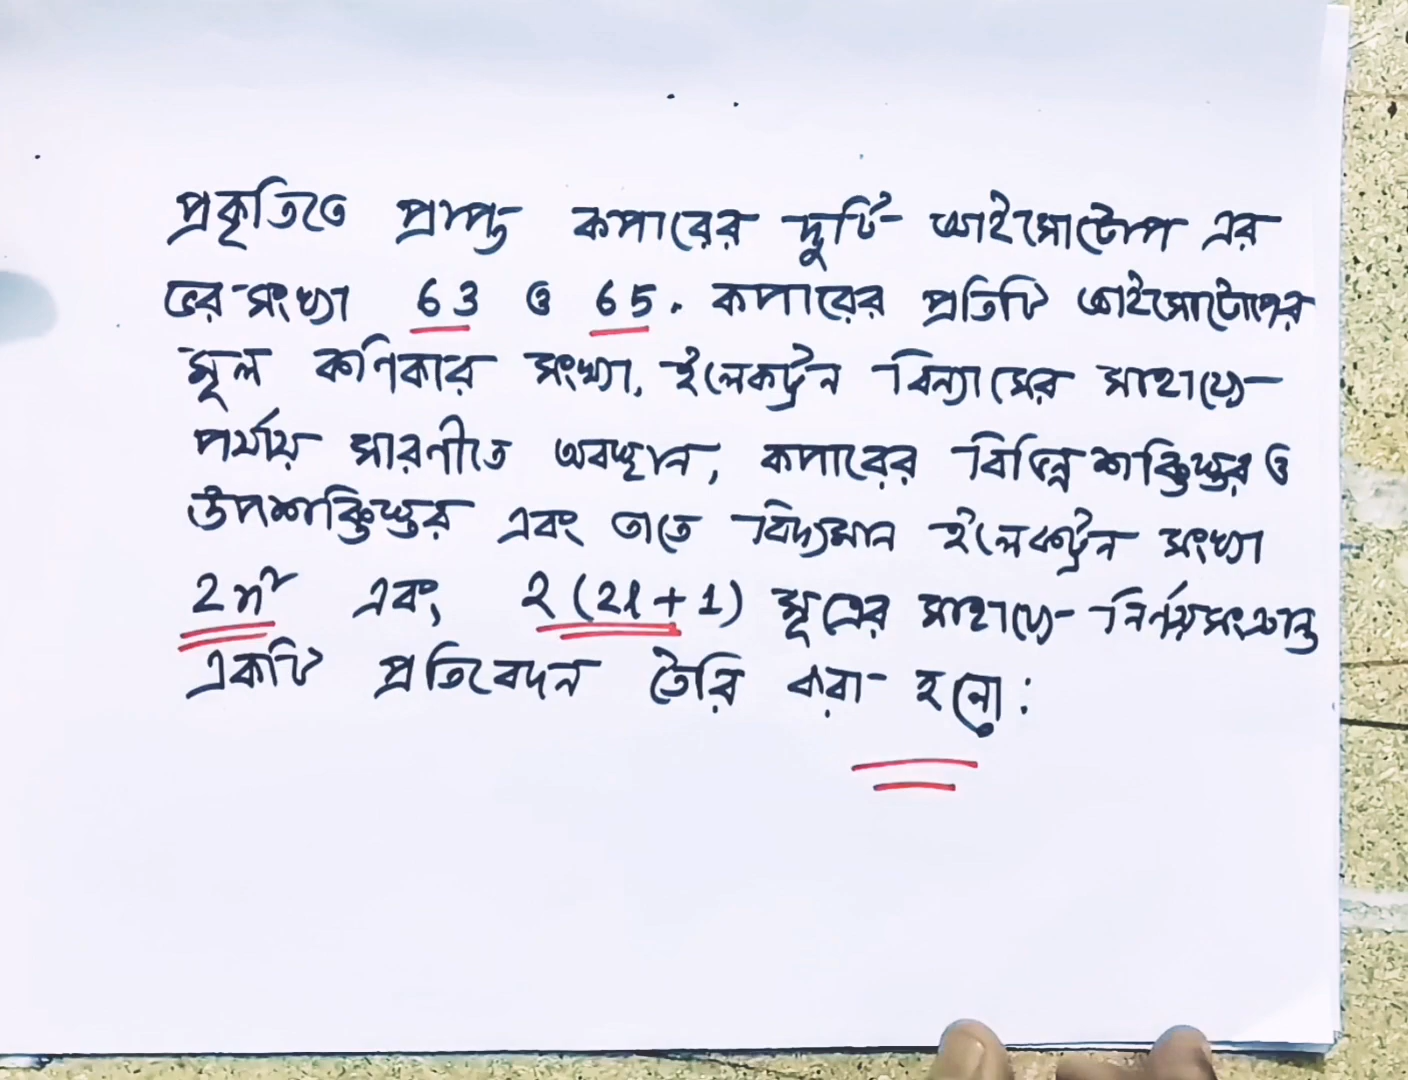 প্রকৃতিতে প্রাপ্ত কপারের দুটি আইসোটোপ এর
ভর সংখ্যা 63 ও 65. কপারের প্রতিটি আইসোটোপের
মূল কণিকার সংখ্যা, ইলেকট্রন বিন্যাসের সাহায্যে
পর্যায় সারণীতে অবস্থান, কপারের বিভিন্ন শক্তিস্তর ও
উপশক্তিস্তর এবং তাতে বিদ্যমান ইলেকট্রন সংখ্যা
2n² এবং, 2(2l+1) সূত্রের সাহায্যে নির্ণয়সংক্রান্ত
একটি প্রতিবেদন তৈরি করা হলো: